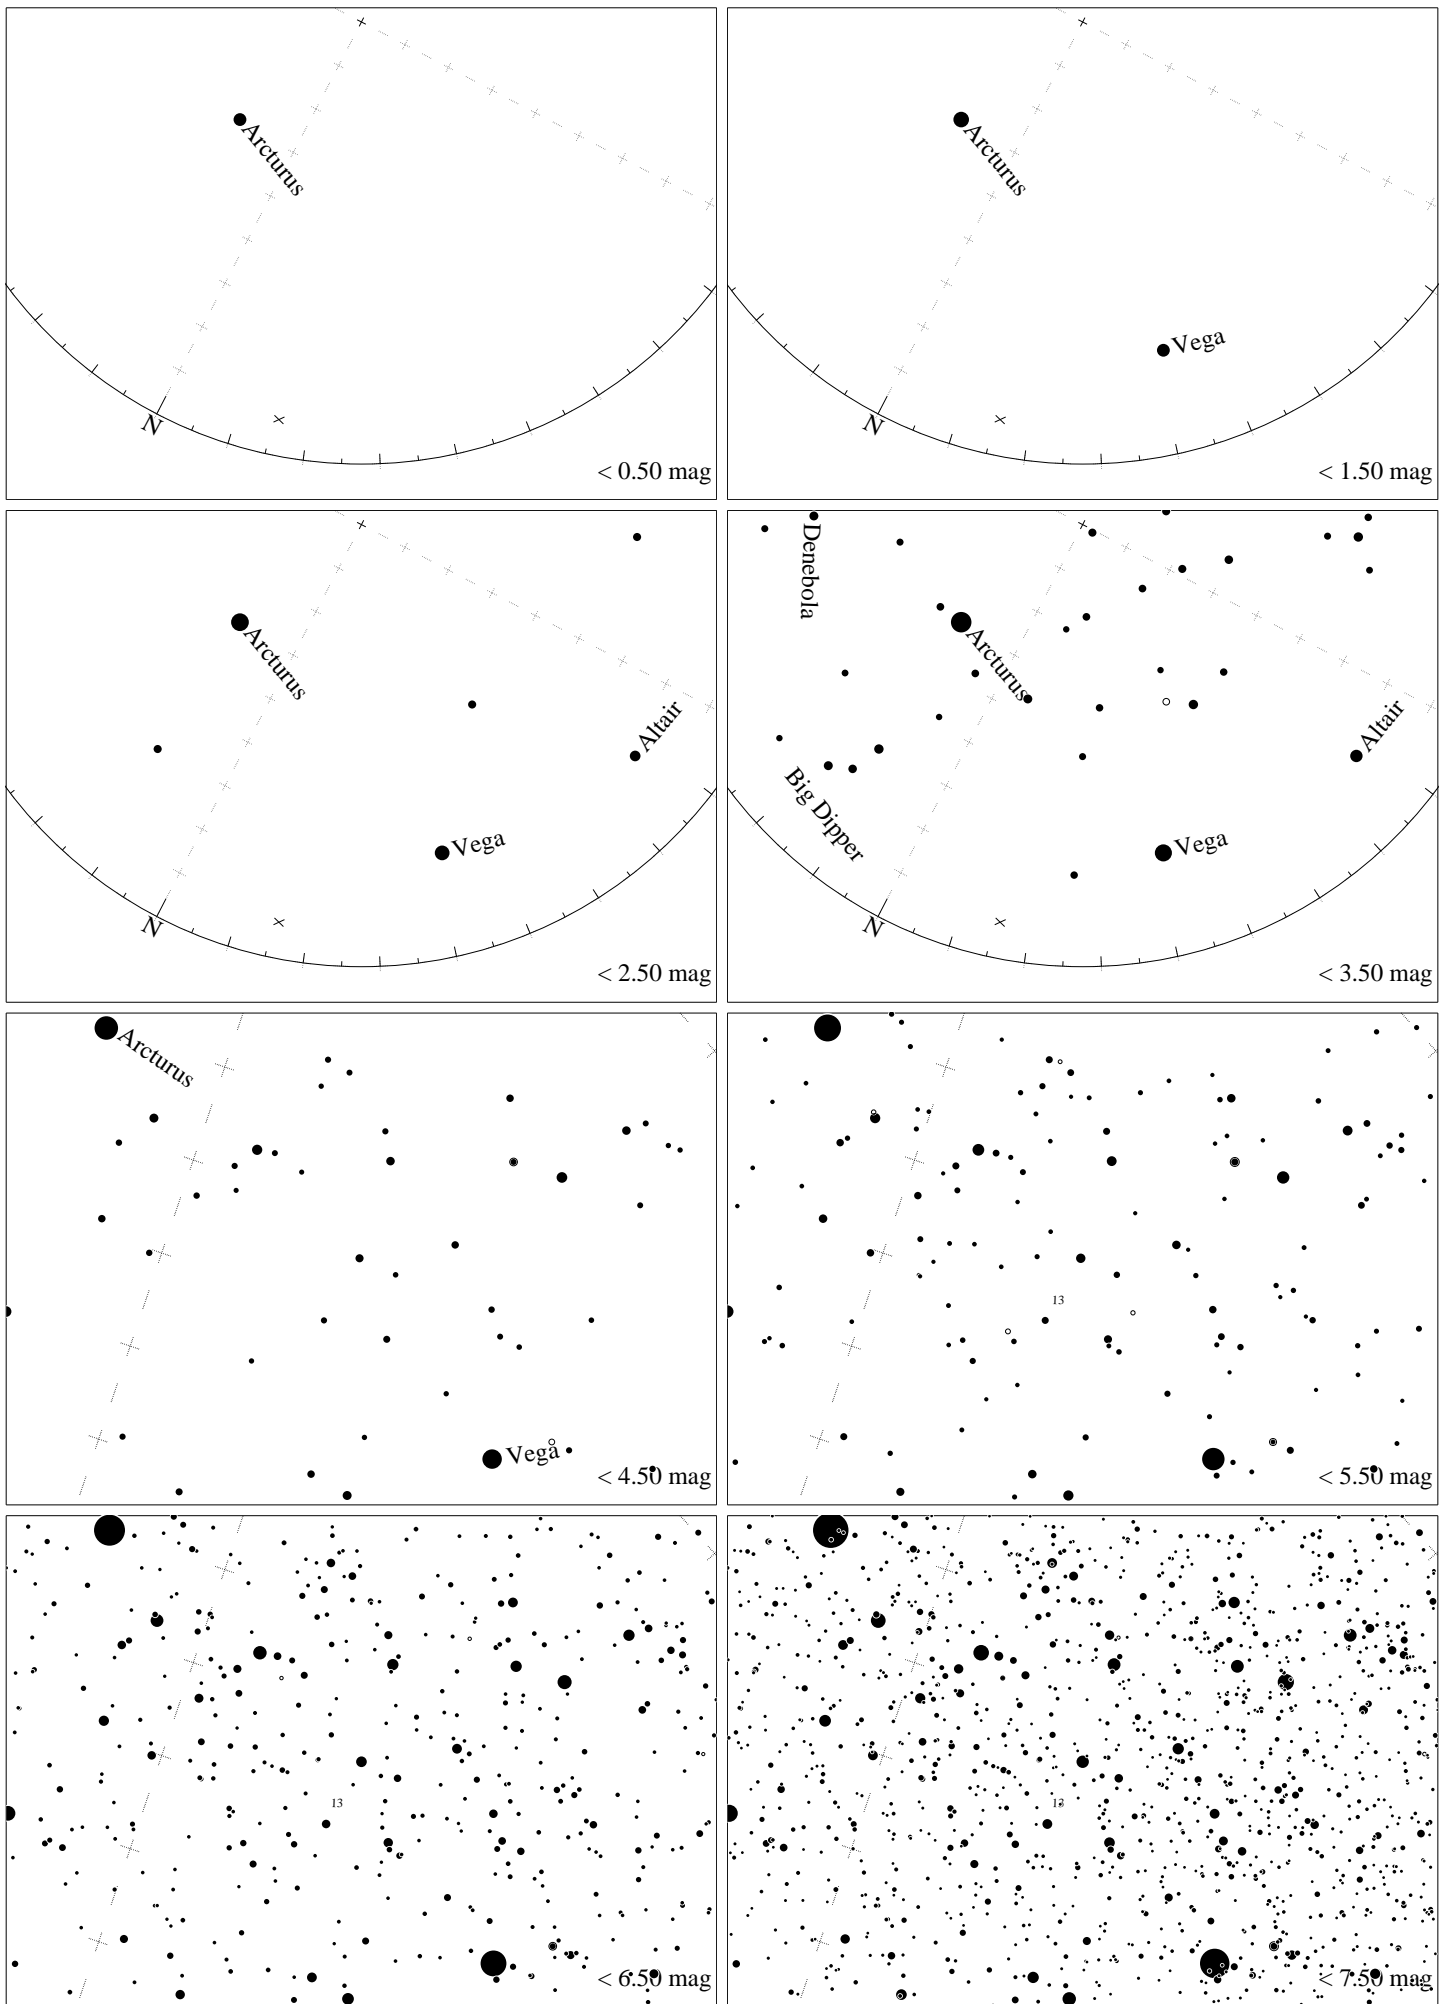 Arcturus
N
< 0.50 mag
Arcturus
Vega
N
< 1.50 mag
Arcturus
Altair
Vega
N
< 2.50 mag
Denebola
Arcturus
Altair
Big Dipper
Vega
N
< 3.50 mag
Arcturus
Vega
< 4.50 mag
13
< 5.50 mag
13
< 6.50 mag
13
< 7.50 mag